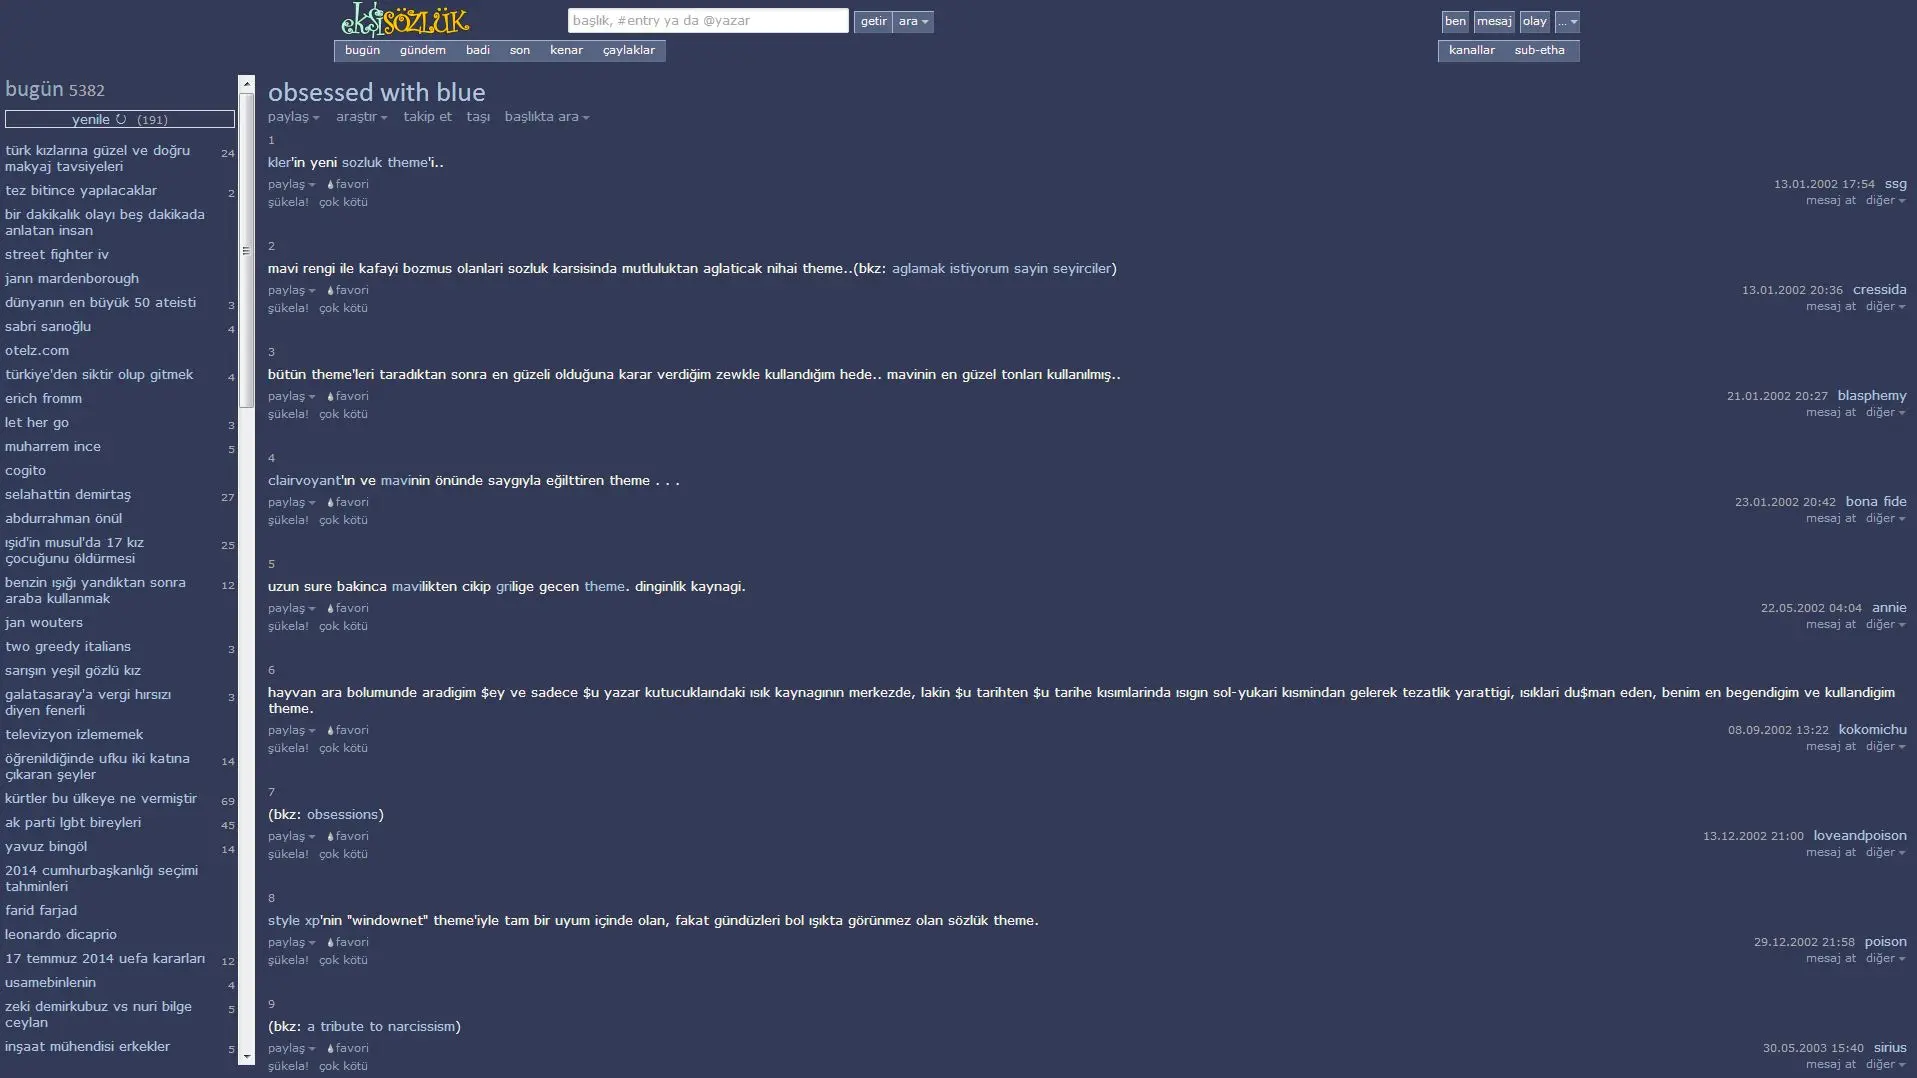 ekşi sözlük
başlık, #entry ya da @yazar
getir ara
ben mesaj olay ...
bugün gündem badi son kenar çaylaklar
kanallar sub-etha
bugün 5382
yenile (191)
türk kızlarına güzel ve doğru 24
makyaj tavsiyeleri
tez bitince yapılacaklar 2
bir dakikalık olayı beş dakikada
anlatan insan
street fighter iv
jann mardenborough
dünyanın en büyük 50 ateisti 3
sabri sarıoğlu 4
otelz.com
türkiye'den siktir olup gitmek 4
erich fromm
let her go 3
muharrem ince 5
cogito
selahattin demirtaş 27
abdurrahman önül
ışid'in musul'da 17 kız 25
çocuğunu öldürmesi
benzin ışığı yandıktan sonra 12
araba kullanmak
jan wouters
two greedy italians 3
sarışın yeşil gözlü kız
galatasaray'a vergi hırsızı 3
diyen fenerli
televizyon izlememek
öğrenildiğinde ufku iki katına 14
çıkaran şeyler
kürtler bu ülkeye ne vermiştir 69
ak parti lgbt bireyleri 45
yavuz bingöl 14
2014 cumhurbaşkanlığı seçimi
tahminleri
farid farjad
leonardo dicaprio
17 temmuz 2014 uefa kararları 12
usamebinlenin 4
zeki demirkubuz vs nuri bilge 5
ceylan
inşaat mühendisi erkekler 5
obsessed with blue
paylaş araştır takip et taşı başlıkta ara
1
kler'in yeni sozluk theme'i..
paylaş favori 13.01.2002 17:54 ssg
şükela! çok kötü mesaj at diğer
2
mavi rengi ile kafayi bozmus olanlari sozluk karsisinda mutluluktan aglaticak nihai theme..(bkz: aglamak istiyorum sayin seyirciler)
paylaş favori 13.01.2002 20:36 cressida
şükela! çok kötü mesaj at diğer
3
bütün theme'leri taradıktan sonra en güzeli olduğuna karar verdiğim zewkle kullandığım hede.. mavinin en güzel tonları kullanılmış..
paylaş favori 21.01.2002 20:27 blasphemy
şükela! çok kötü mesaj at diğer
4
clairvoyant'ın ve mavinin önünde saygıyla eğilttiren theme . . .
paylaş favori 23.01.2002 20:42 bona fide
şükela! çok kötü mesaj at diğer
5
uzun sure bakinca mavilikten cikip grilige gecen theme. dinginlik kaynagi.
paylaş favori 22.05.2002 04:04 annie
şükela! çok kötü mesaj at diğer
6
hayvan ara bolumunde aradigim $ey ve sadece $u yazar kutucuklaındaki ısık kaynagının merkezde, lakin $u tarihten $u tarihe kısımlarinda ısıgın sol-yukari kısmindan gelerek tezatlik yarattigi, ısıklari du$man eden, benim en begendigim ve kullandigim
theme.
paylaş favori 08.09.2002 13:22 kokomichu
şükela! çok kötü mesaj at diğer
7
(bkz: obsessions)
paylaş favori 13.12.2002 21:00 loveandpoison
şükela! çok kötü mesaj at diğer
8
style xp'nin "windownet" theme'iyle tam bir uyum içinde olan, fakat gündüzleri bol ışıkta görünmez olan sözlük theme.
paylaş favori 29.12.2002 21:58 poison
şükela! çok kötü mesaj at diğer
9
(bkz: a tribute to narcissism)
paylaş favori 30.05.2003 15:40 sirius
şükela! çok kötü mesaj at diğer